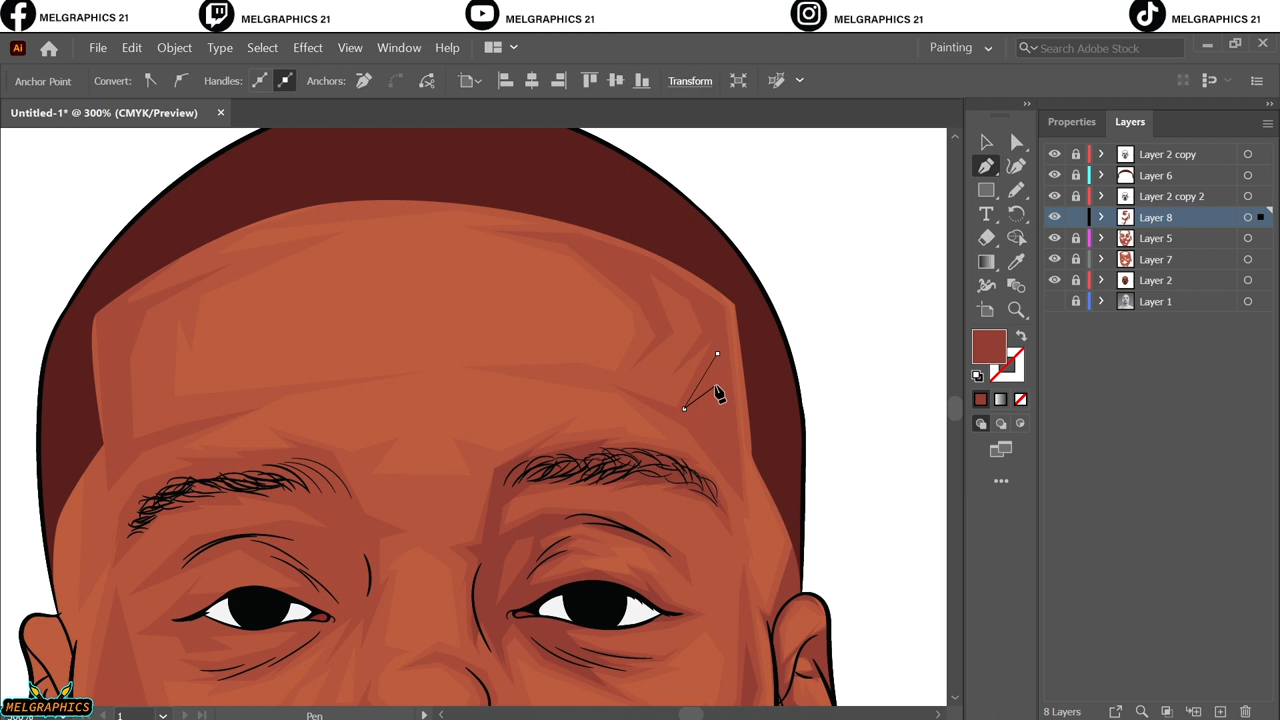 MELGRAPHICS 21 MELGRAPHICS 21 MELGRAPHICS 21 MELGRAPHICS 21 MELGRAPHICS 21
Ai File Edit Object Type Select Effect View Window Help Painting Search Adobe Stock
Anchor Point Convert: Handles: Anchors: Transform
Untitled-1* @ 300% (CMYK/Preview)
Properties Layers
Layer 2 copy
Layer 6
Layer 2 copy 2
Layer 8
Layer 5
Layer 7
Layer 2
Layer 1
MELGRAPHICS
1 Pen 8 Layers